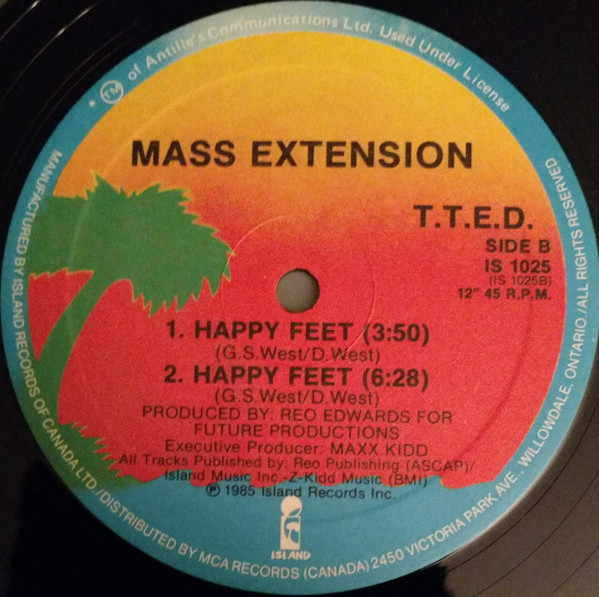 * TM of Antille's Communications Ltd. Used Under License
MASS EXTENSION
T.T.E.D.
SIDE B
IS 1025
(IS 1025B)
12" 45 R.P.M.
1. HAPPY FEET (3:50)
(G.S.West/D.West)
2. HAPPY FEET (6:28)
(G.S.West/D.West)
PRODUCED BY: REO EDWARDS FOR
FUTURE PRODUCTIONS
Executive Producer: MAXX KIDD
All Tracks Published by: Reo Publishing (ASCAP)/
Island Music Inc.-Z-Kidd Music (BMI)
℗ 1985 Island Records Inc.
ISLAND
MANUFACTURED BY ISLAND RECORDS OF CANADA LTD./DISTRIBUTED BY MCA RECORDS (CANADA) 2450 VICTORIA PARK AVE., WILLOWDALE, ONTARIO/ALL RIGHTS RESERVED